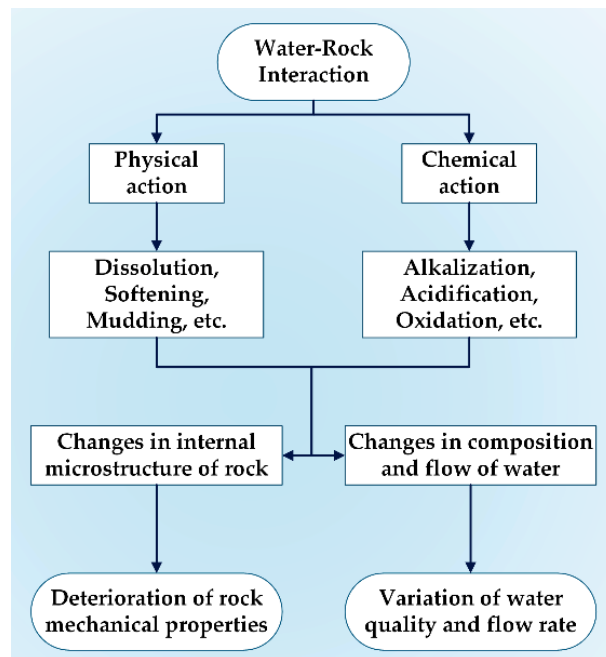 Water-Rock
Interaction
Physical
action
Chemical
action
Dissolution,
Softening,
Mudding, etc.
Alkalization,
Acidification,
Oxidation, etc.
Changes in internal
microstructure of rock
Changes in composition
and flow of water
Deterioration of rock
mechanical properties
Variation of water
quality and flow rate